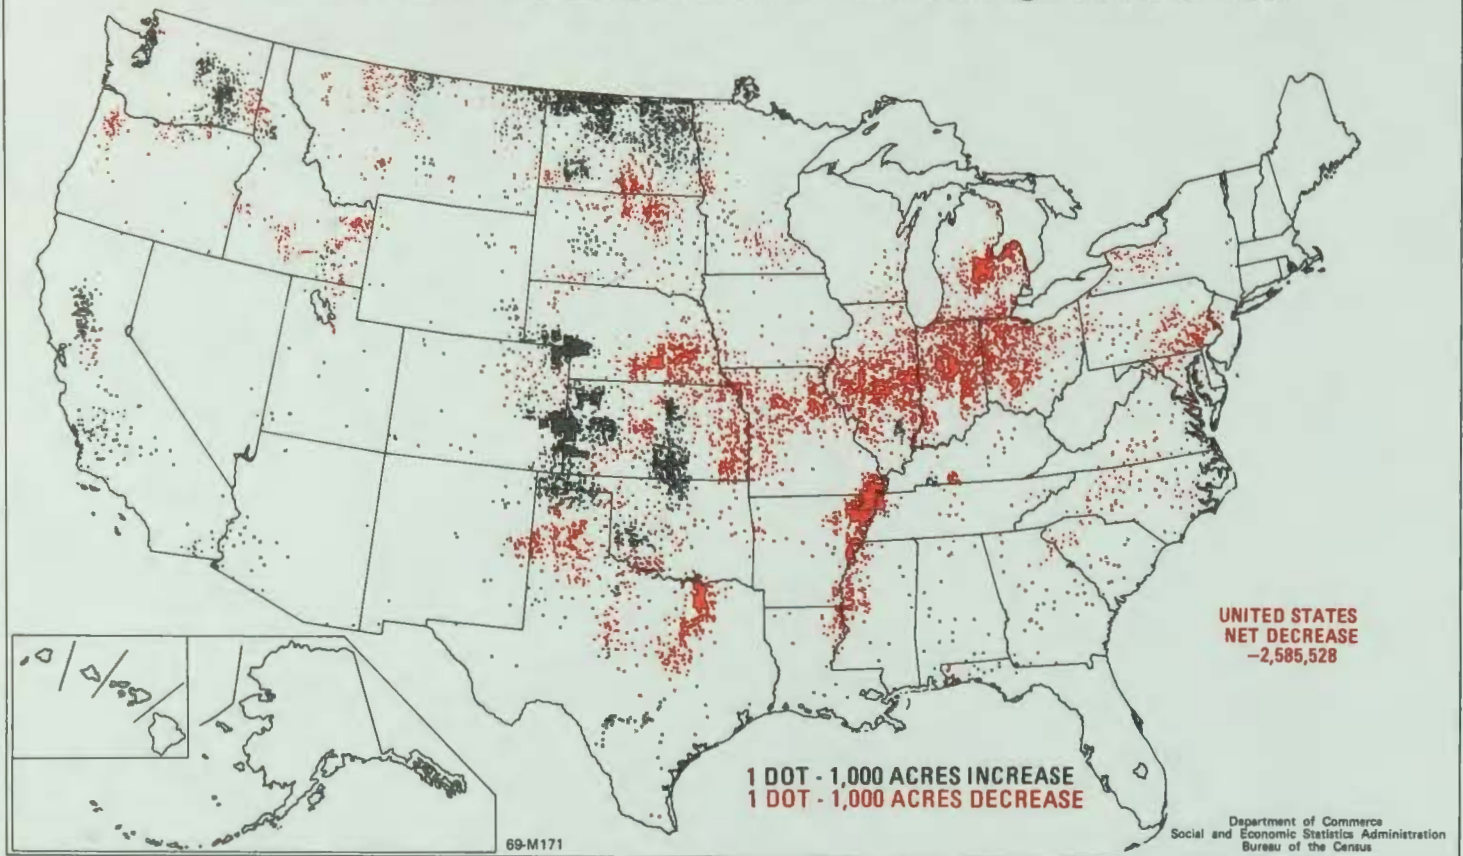 UNITED STATES
NET DECREASE
-2,585,528
1 DOT - 1,000 ACRES INCREASE
1 DOT - 1,000 ACRES DECREASE
69-M171
Department of Commerce
Social and Economic Statistics Administration
Bureau of the Census